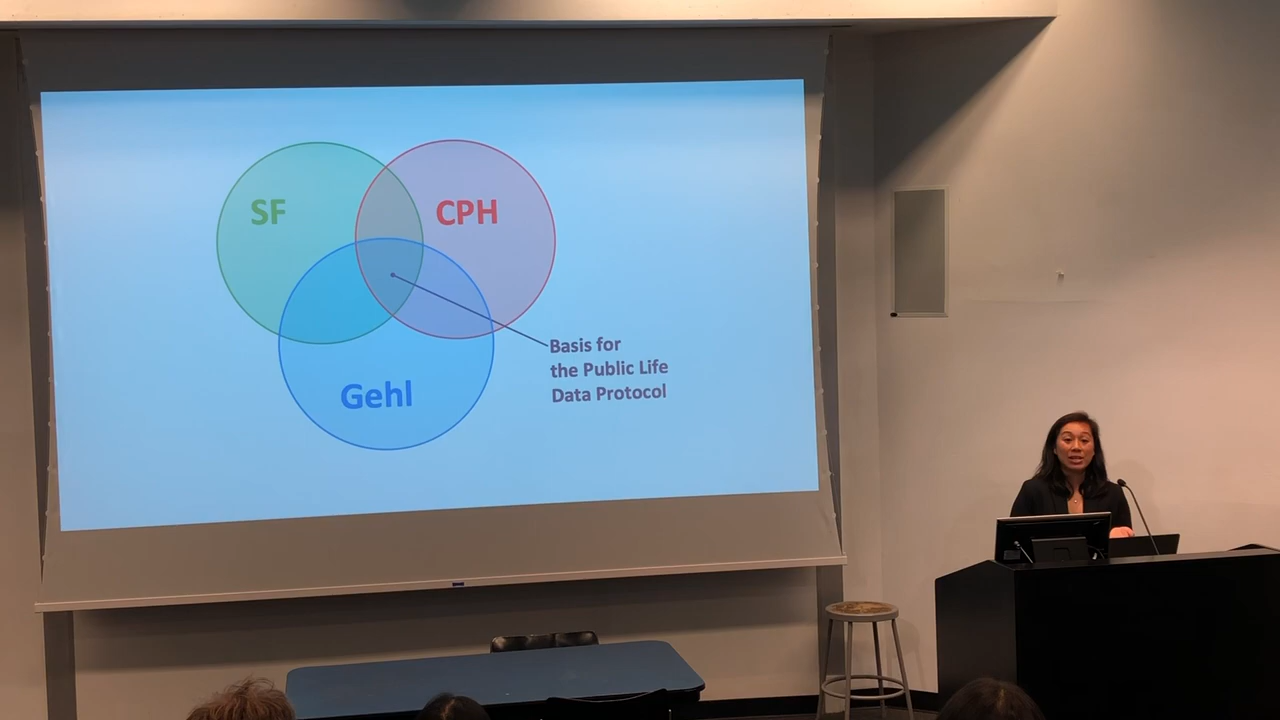 SF
CPH
Gehl
Basis for
the Public Life
Data Protocol